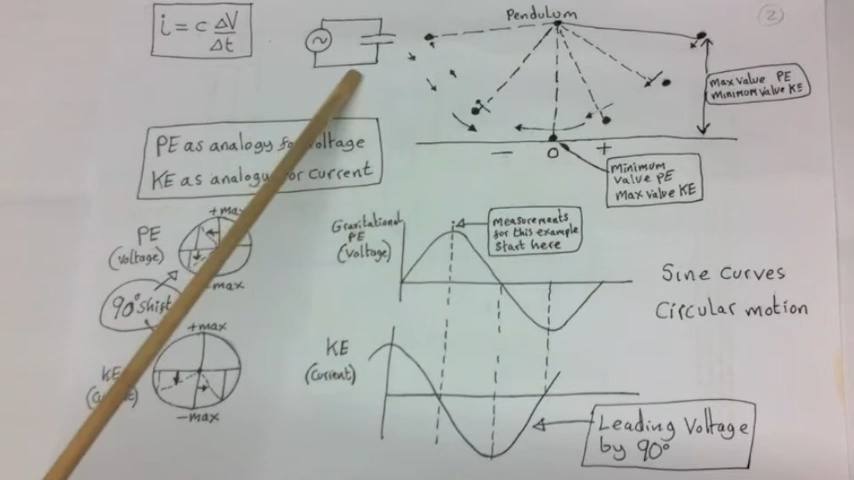 i = c ΔV/Δt
Pendulum
2
max value PE
minimum value KE
- 0 +
minimum
value PE
max value KE
PE as analogy for voltage
KE as analogy for current
+max
PE
(Voltage)
-max
90° shift
+max
KE
-max
Gravitational
PE
(Voltage)
measurements
for this example
start here
Sine curves
Circular motion
KE
(Current)
Leading Voltage
by 90°